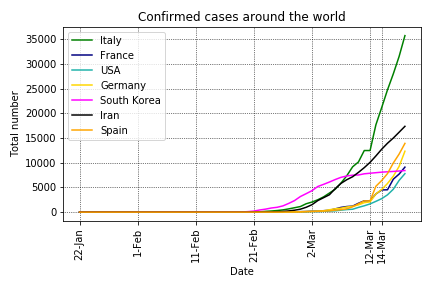 Confirmed cases around the world
Total number
35000
30000
25000
20000
15000
10000
5000
0
Italy
France
USA
Germany
South Korea
Iran
Spain
22-Jan
1-Feb
11-Feb
21-Feb
2-Mar
12-Mar
14-Mar
Date